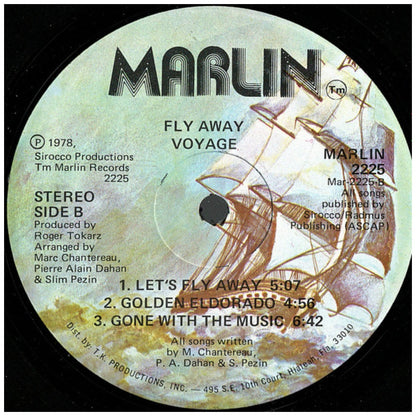 MARLIN
Tm
FLY AWAY
VOYAGE
Ⓟ 1978,
Sirocco Productions
Tm Marlin Records
2225
MARLIN
2225
Mar-2225-B
All songs
published by
Sirocco/Radmus
Publishing (ASCAP)
STEREO
SIDE B
Produced by
Roger Tokarz
Arranged by
Marc Chantereau,
Pierre Alain Dahan
& Slim Pezin
1. LET'S FLY AWAY 5:07
2. GOLDEN ELDORADO 4:56
3. GONE WITH THE MUSIC 6:42
All songs written
by M. Chantereau,
P. A. Dahan & S. Pezin
Dist. by T.K. PRODUCTIONS, INC. — 495 S.E. 10th Court, Hialeah, Fla. 33010